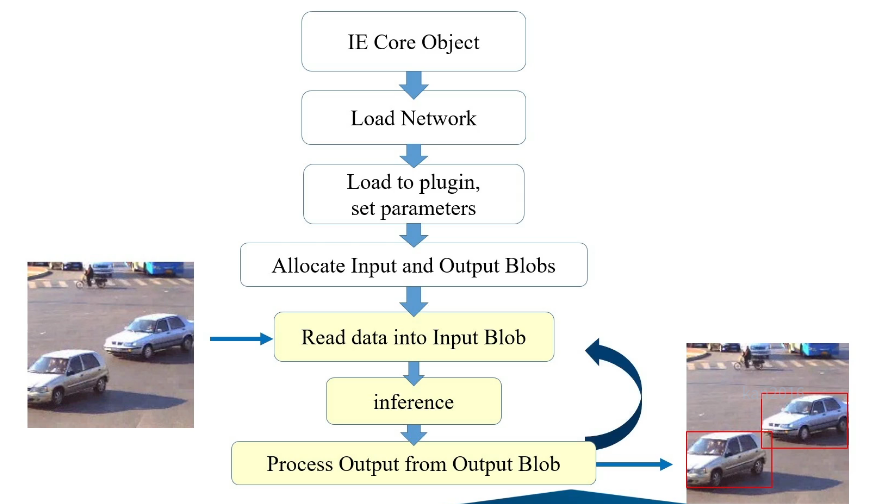 IE Core Object
Load Network
Load to plugin,
set parameters
Allocate Input and Output Blobs
Read data into Input Blob
inference
Process Output from Output Blob